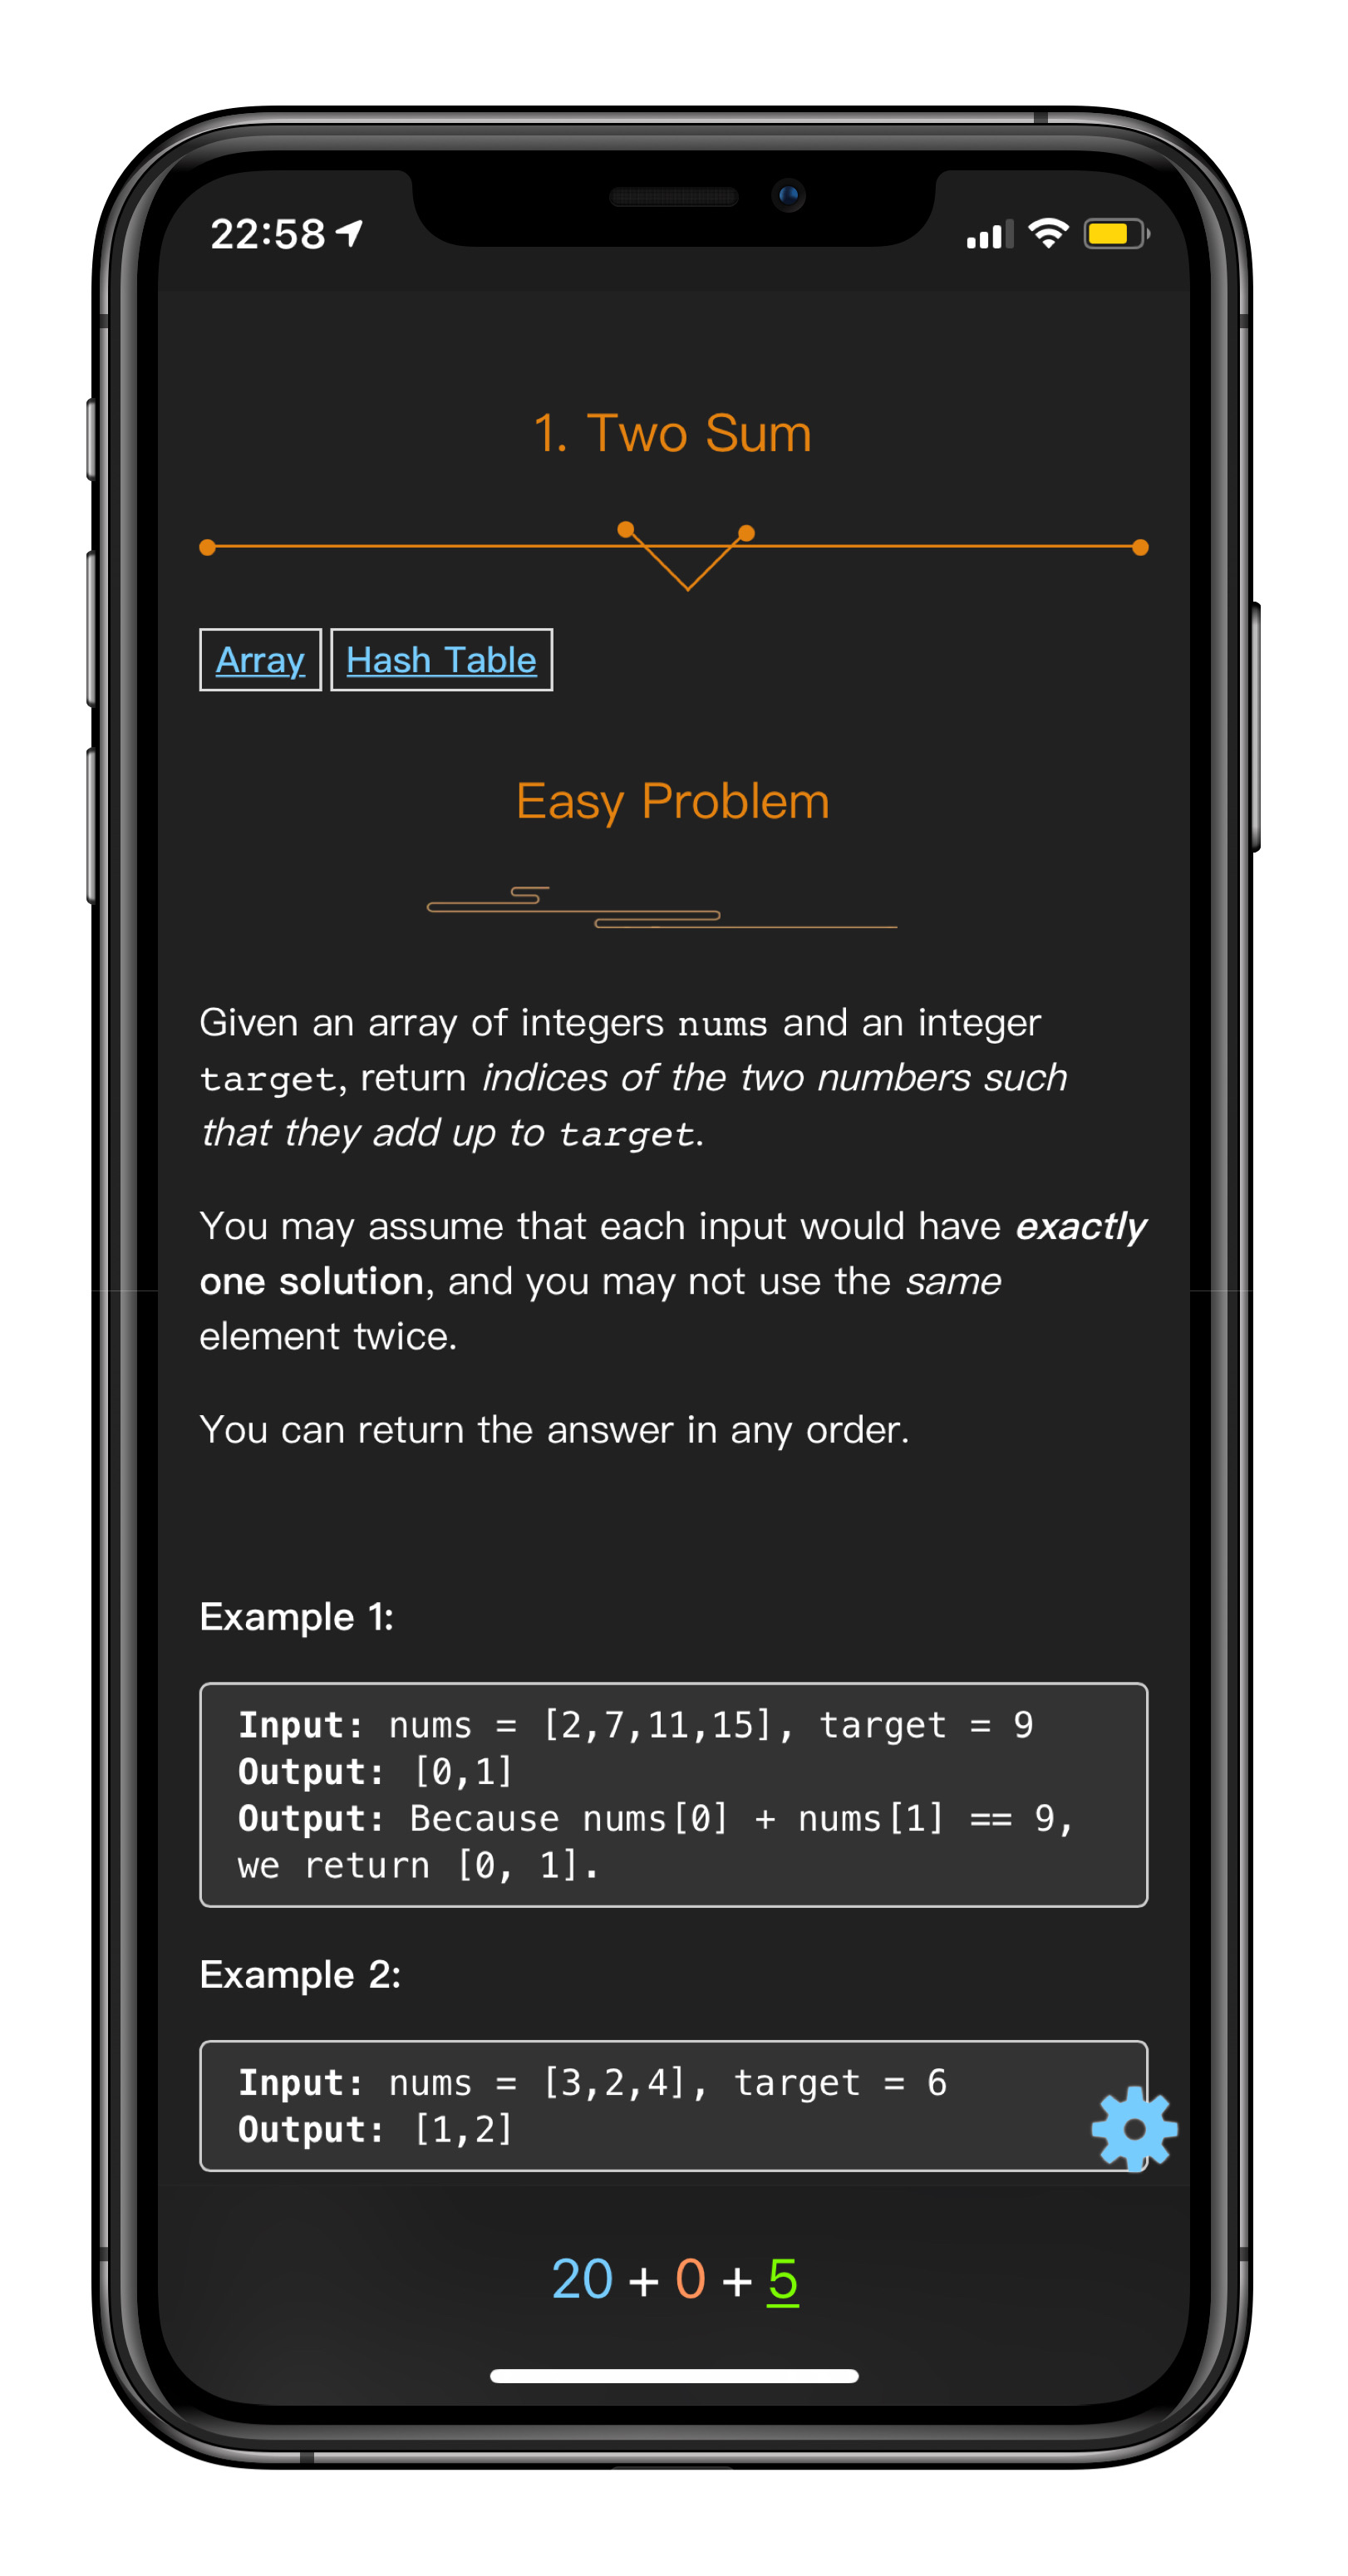 22:58
1. Two Sum
Array Hash Table
Easy Problem
Given an array of integers nums and an integer
target, return indices of the two numbers such
that they add up to target.
You may assume that each input would have exactly
one solution, and you may not use the same
element twice.
You can return the answer in any order.
Example 1:
Input: nums = [2,7,11,15], target = 9
Output: [0,1]
Output: Because nums[0] + nums[1] == 9,
we return [0, 1].
Example 2:
Input: nums = [3,2,4], target = 6
Output: [1,2]
20 + 0 + 5